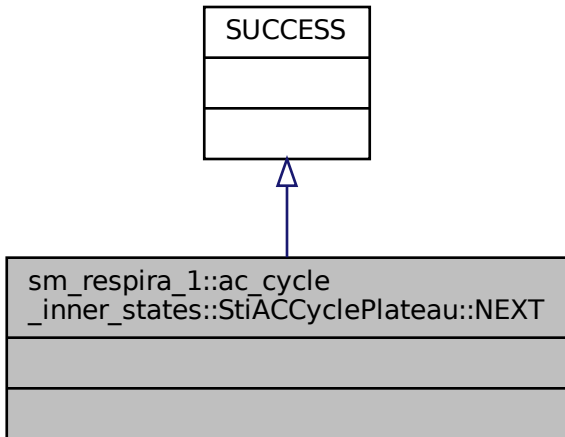 SUCCESS
sm_respira_1::ac_cycle
_inner_states::StiACCyclePlateau::NEXT